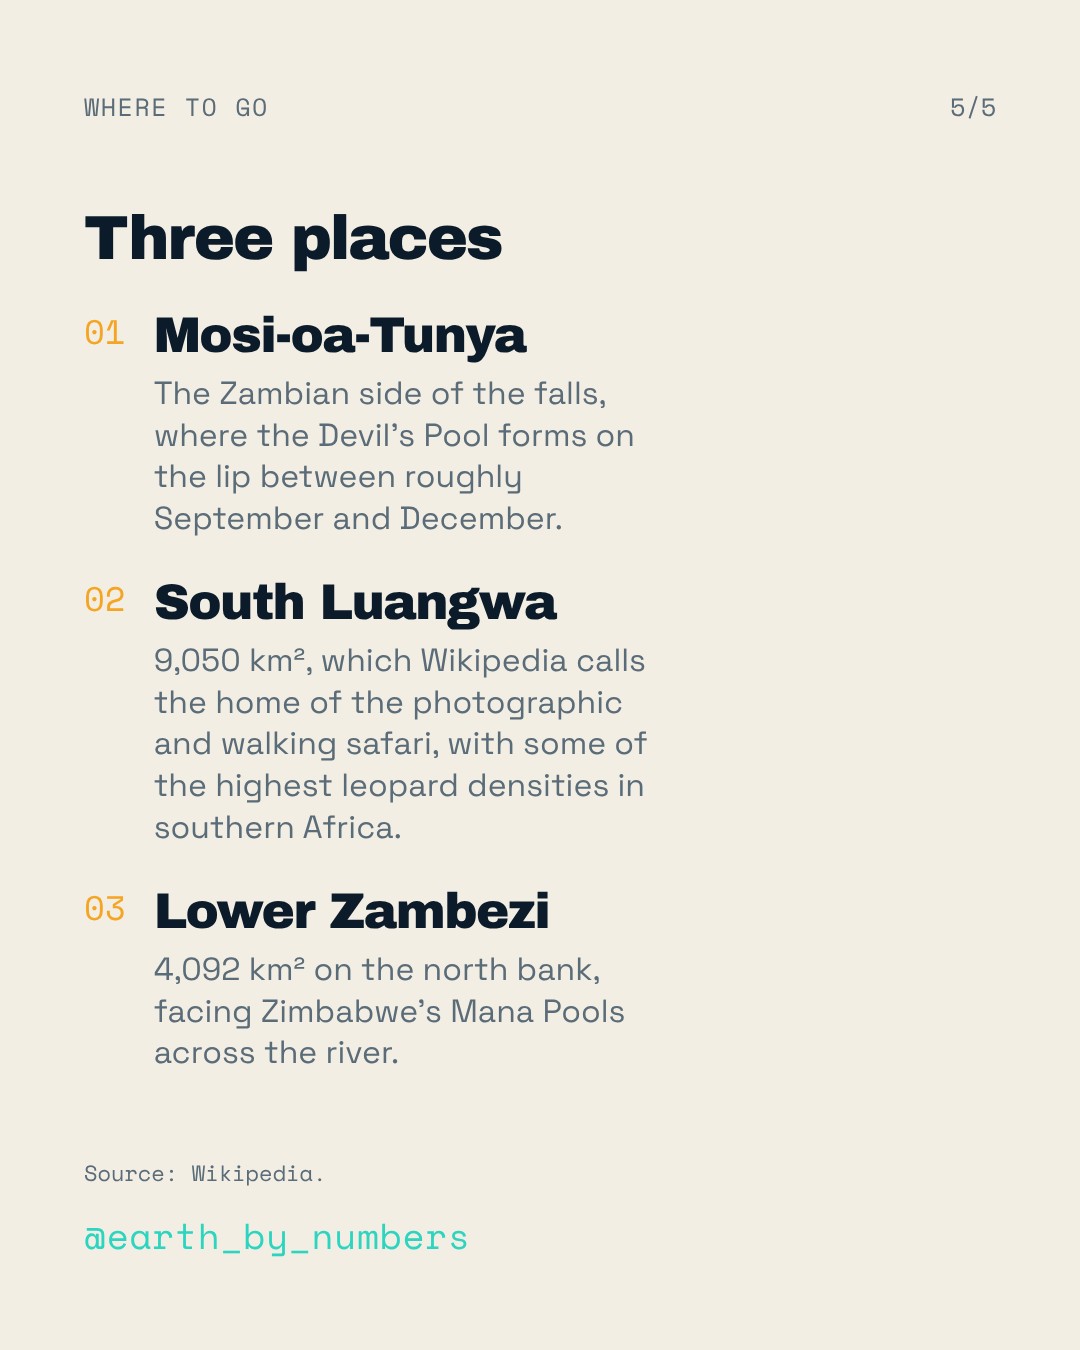 WHERE TO GO
5/5
Three places
01 Mosi-oa-Tunya
The Zambian side of the falls,
where the Devil’s Pool forms on
the lip between roughly
September and December.
02 South Luangwa
9,050 km², which Wikipedia calls
the home of the photographic
and walking safari, with some of
the highest leopard densities in
southern Africa.
03 Lower Zambezi
4,092 km² on the north bank,
facing Zimbabwe’s Mana Pools
across the river.
Source: Wikipedia.
@earth_by_numbers